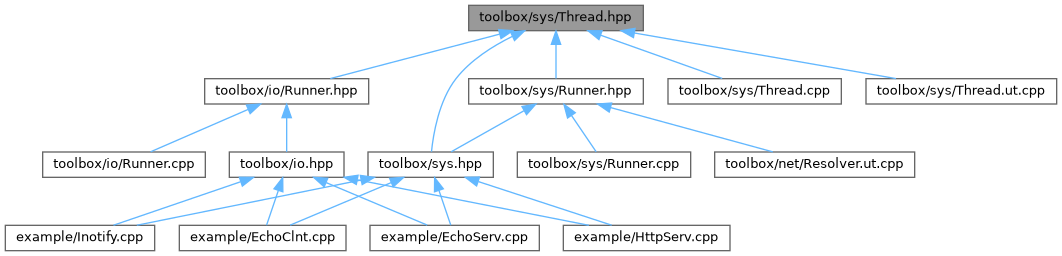 toolbox/sys/Thread.hpp
toolbox/io/Runner.hpp
toolbox/sys/Runner.hpp
toolbox/sys/Thread.cpp
toolbox/sys/Thread.ut.cpp
toolbox/io/Runner.cpp
toolbox/io.hpp
toolbox/sys.hpp
toolbox/sys/Runner.cpp
toolbox/net/Resolver.ut.cpp
example/Inotify.cpp
example/EchoClnt.cpp
example/EchoServ.cpp
example/HttpServ.cpp